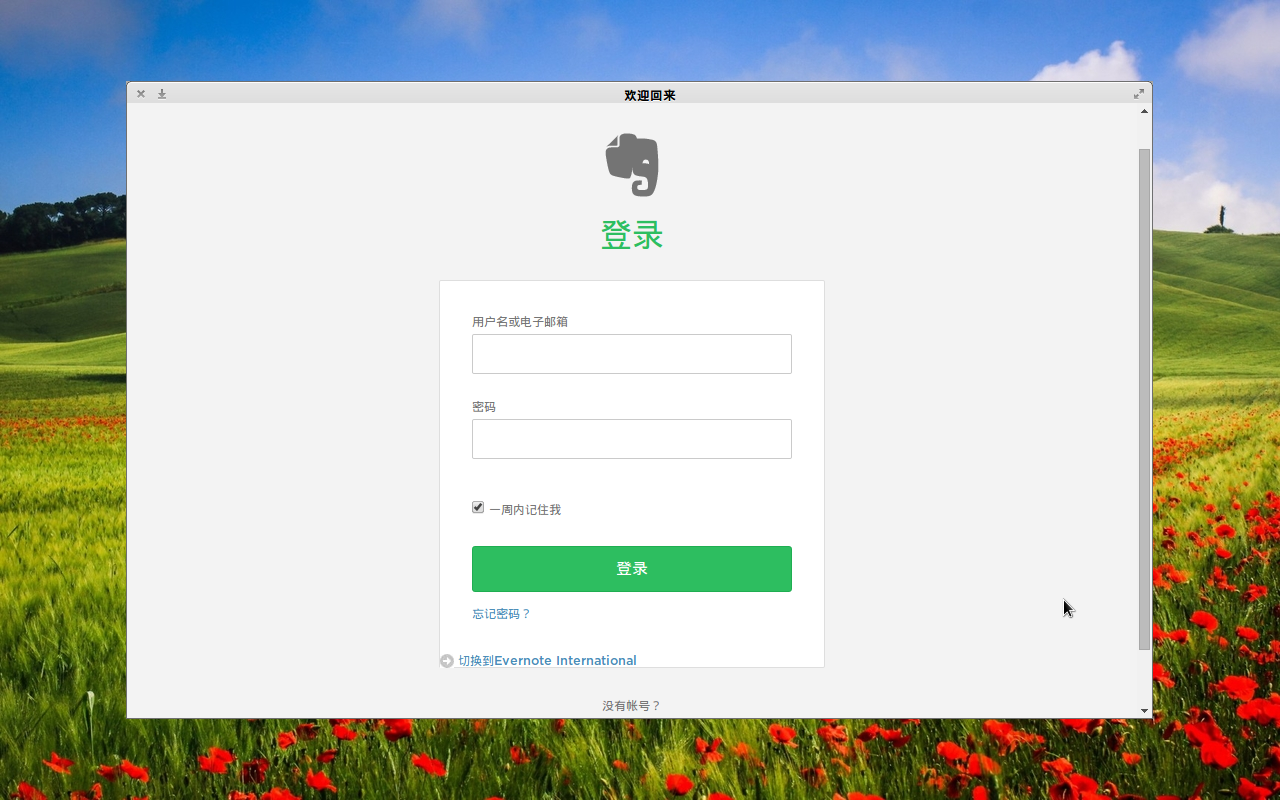 欢迎回来
登录
用户名或电子邮箱
密码
一周内记住我
登录
忘记密码？
切换到Evernote International
没有帐号？